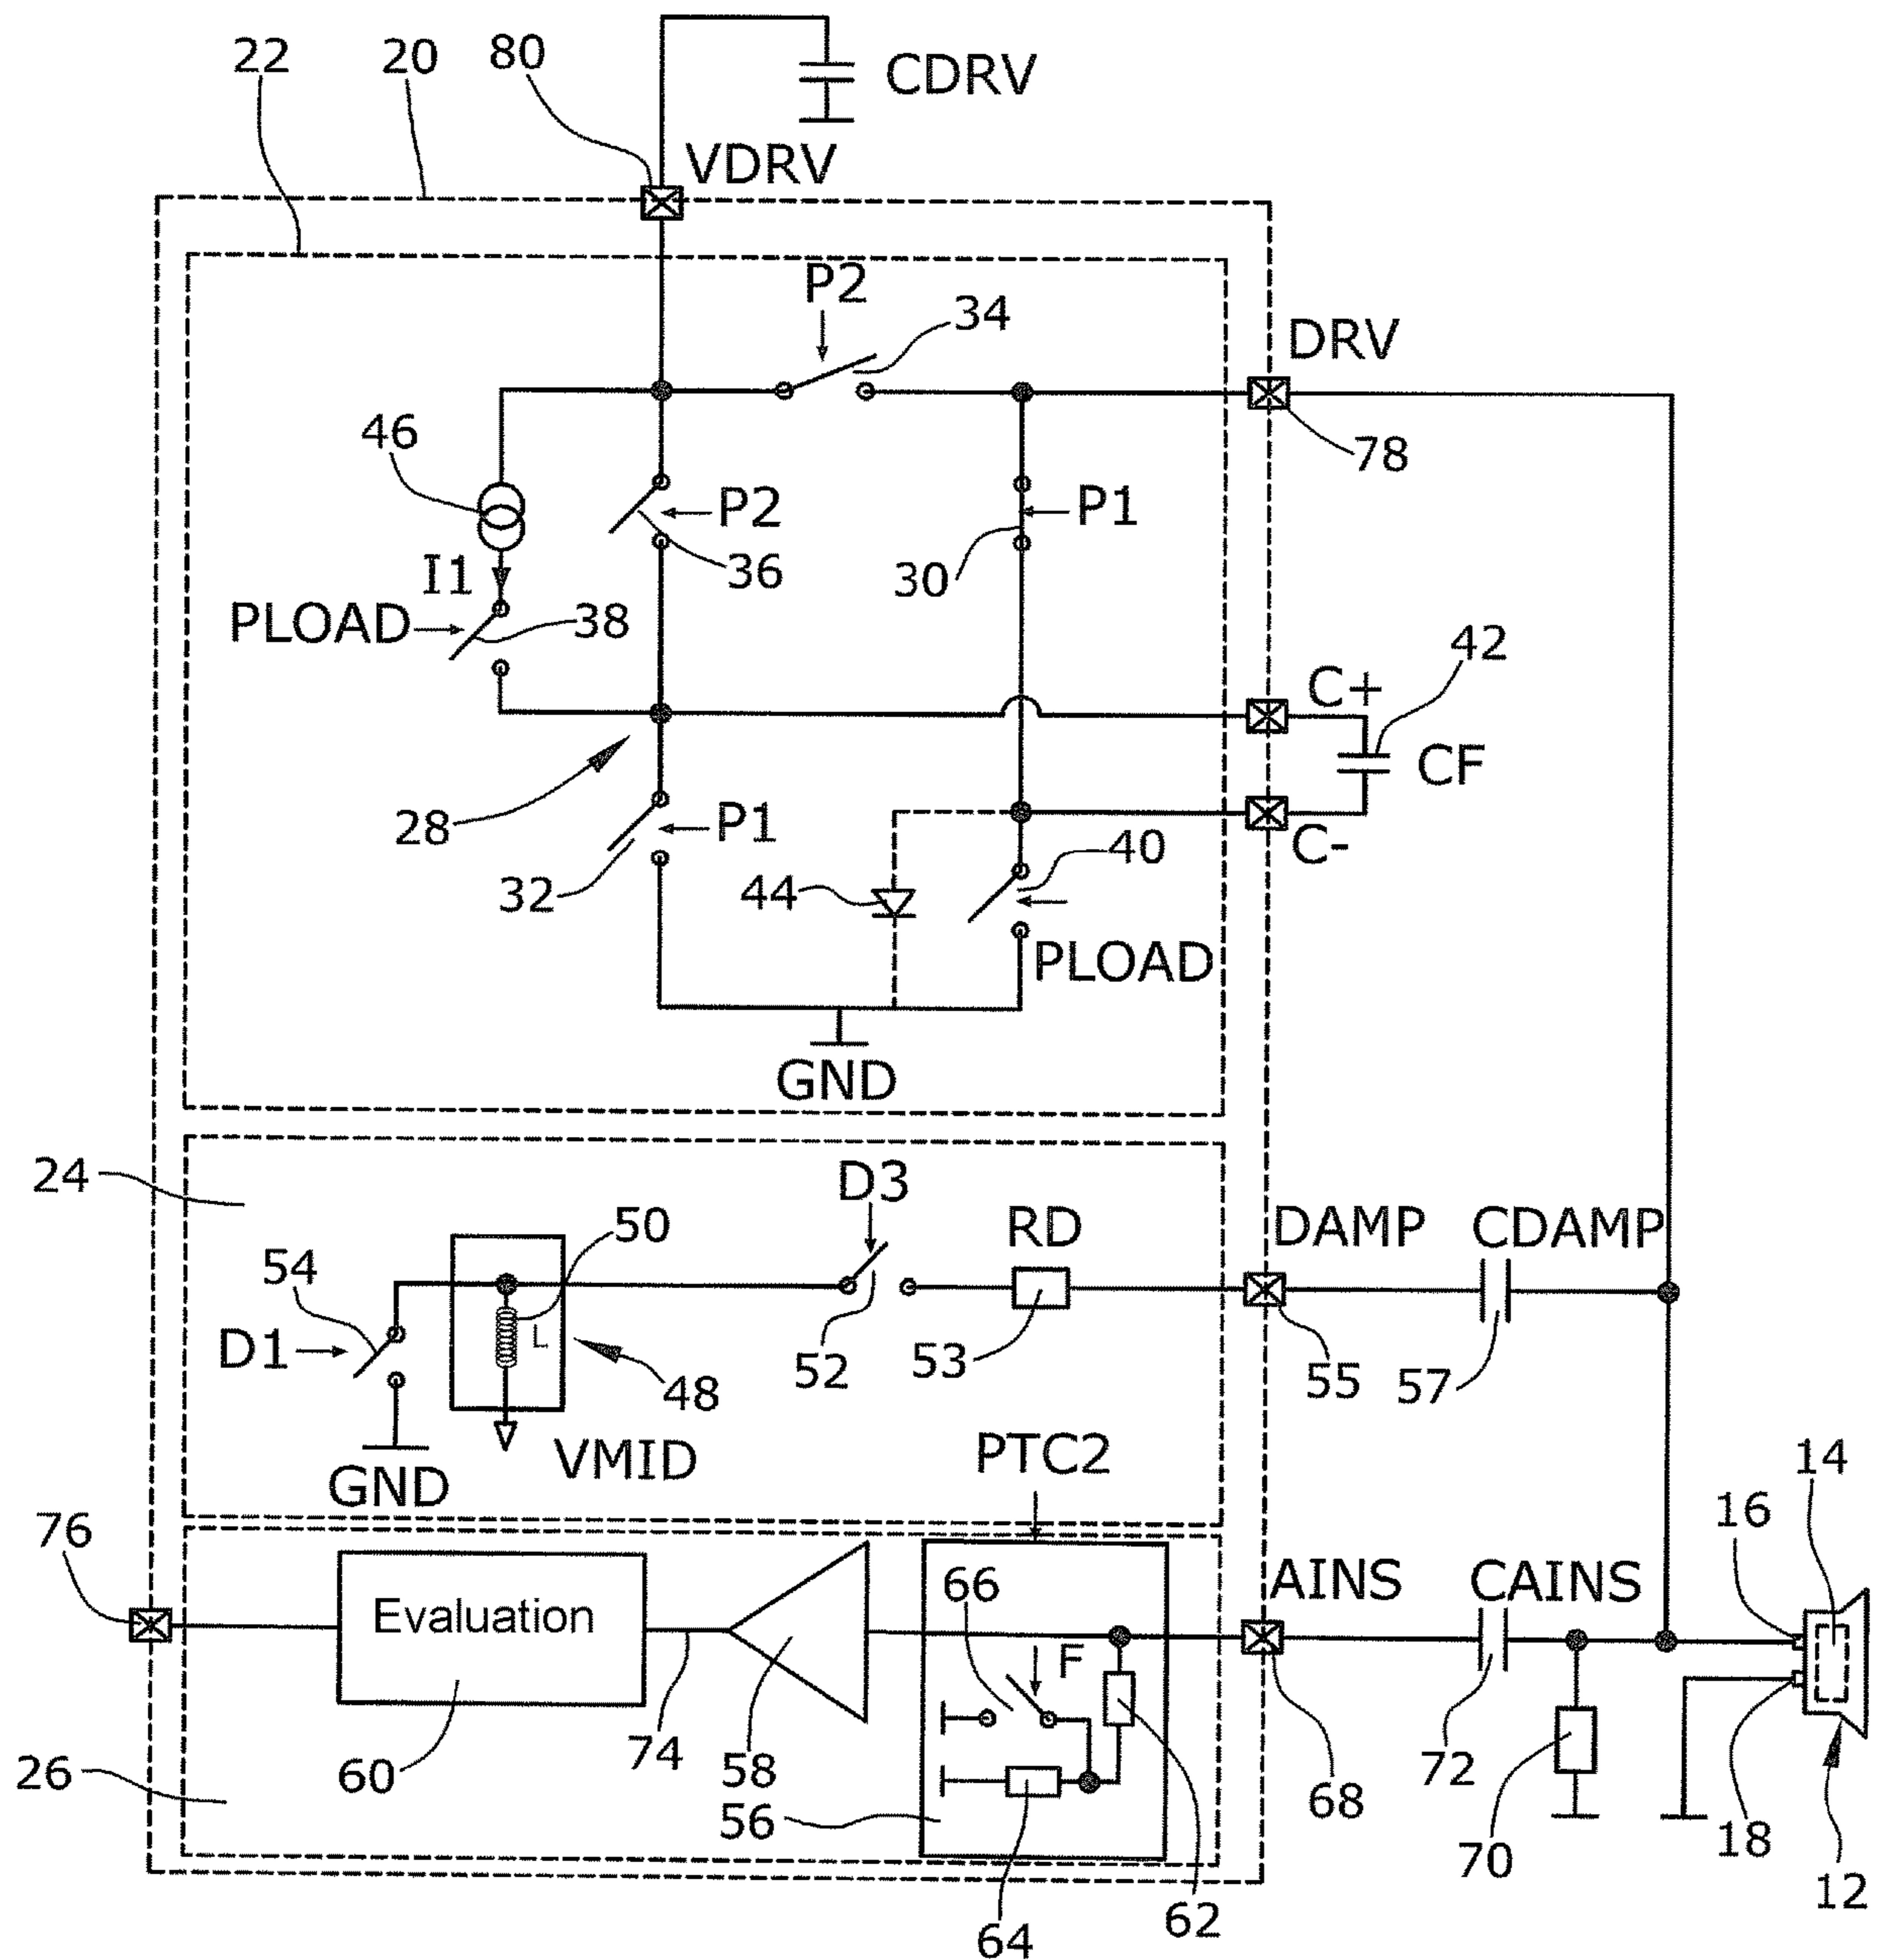 22
20
80
CDRV
VDRV
P2
34
DRV
78
46
P2
P1
36
30
I1
PLOAD
38
42
C+
CF
28
P1
C-
32
44
40
PLOAD
GND
24
D3
54
50
RD
DAMP
CDAMP
D1
L
52
53
55
57
48
GND
VMID
PTC2
14
16
76
Evaluation
66
AINS
CAINS
F
74
58
60
26
56
68
72
70
18
12
64
62